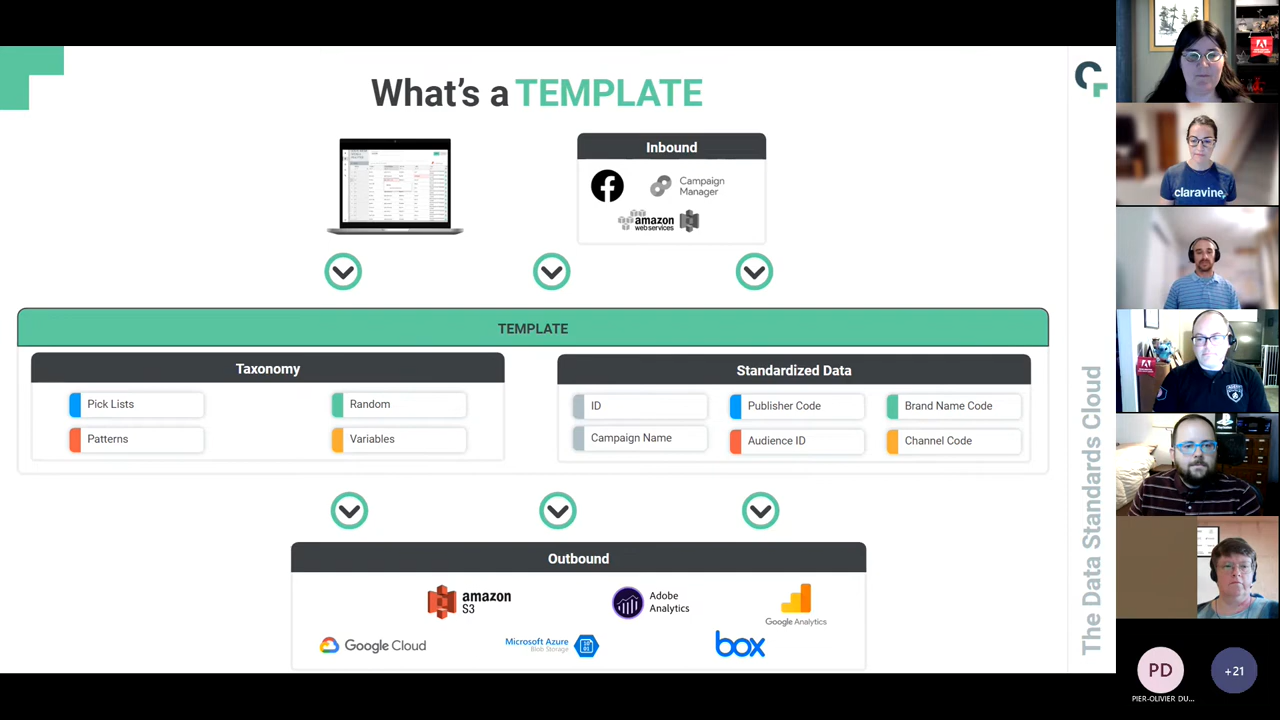 What's a TEMPLATE
Inbound
Campaign
Manager
amazon
webservices
TEMPLATE
Taxonomy
Pick Lists
Random
Patterns
Variables
Standardized Data
ID
Publisher Code
Brand Name Code
Campaign Name
Audience ID
Channel Code
Outbound
amazon
S3
Adobe
Analytics
Google Analytics
Google Cloud
Microsoft Azure
Blob Storage
box
The Data Standards Cloud
claravine
PD
+21
PIER-OLIVIER DU...